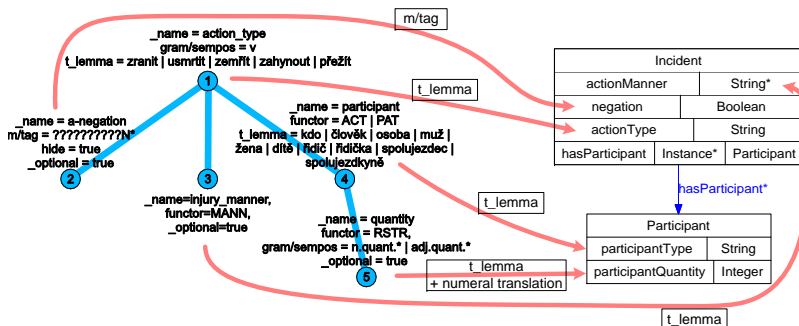 _name = action_type
gram/sempos = v
t_lemma = zranit | usmrtit | zemřít | zahynout | přežít
1
m/tag
t_lemma
Incident
actionManner String*
negation Boolean
actionType String
hasParticipant Instance* Participant
hasParticipant*
_name = a-negation
m/tag = ??????????N*
hide = true
_optional = true
2
3
_name=injury_manner,
functor=MANN,
_optional=true
_name = participant
functor = ACT | PAT
t_lemma = kdo | člověk | osoba | muž |
žena | dítě | řidič | řidička | spolujezdec |
spolujezdkyně
4
t_lemma
_name = quantity
functor = RSTR,
gram/sempos = n.quant.* | adj.quant.*
_optional = true
5
t_lemma
+ numeral translation
Participant
participantType String
participantQuantity Integer
t_lemma